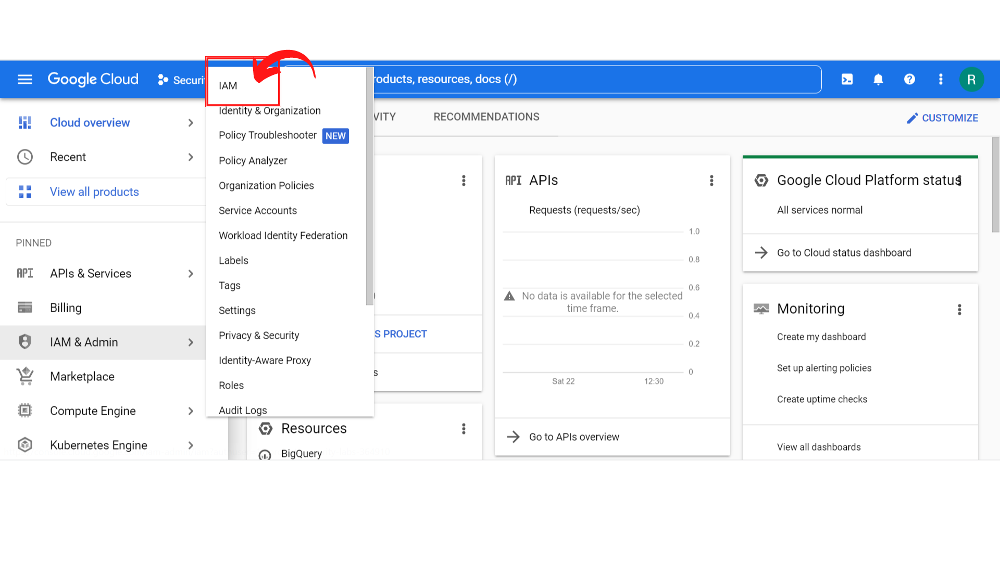 Google Cloud
Securit
roducts, resources, docs (/)
R
Cloud overview
Recent
View all products
PINNED
API APIs & Services
Billing
IAM & Admin
Marketplace
Compute Engine
Kubernetes Engine
IAM
Identity & Organization
Policy Troubleshooter NEW
Policy Analyzer
Organization Policies
Service Accounts
Workload Identity Federation
Labels
Tags
Settings
Privacy & Security
Identity-Aware Proxy
Roles
Audit Logs
VITY
RECOMMENDATIONS
CUSTOMIZE
S PROJECT
s
Resources
BigQuery
API APIs
Requests (requests/sec)
1.0
0.8
0.6
No data is available for the selected
time frame.
0.4
0.2
0
Sat 22
12:30
Go to APIs overview
Google Cloud Platform status
All services normal
Go to Cloud status dashboard
Monitoring
Create my dashboard
Set up alerting policies
Create uptime checks
View all dashboards